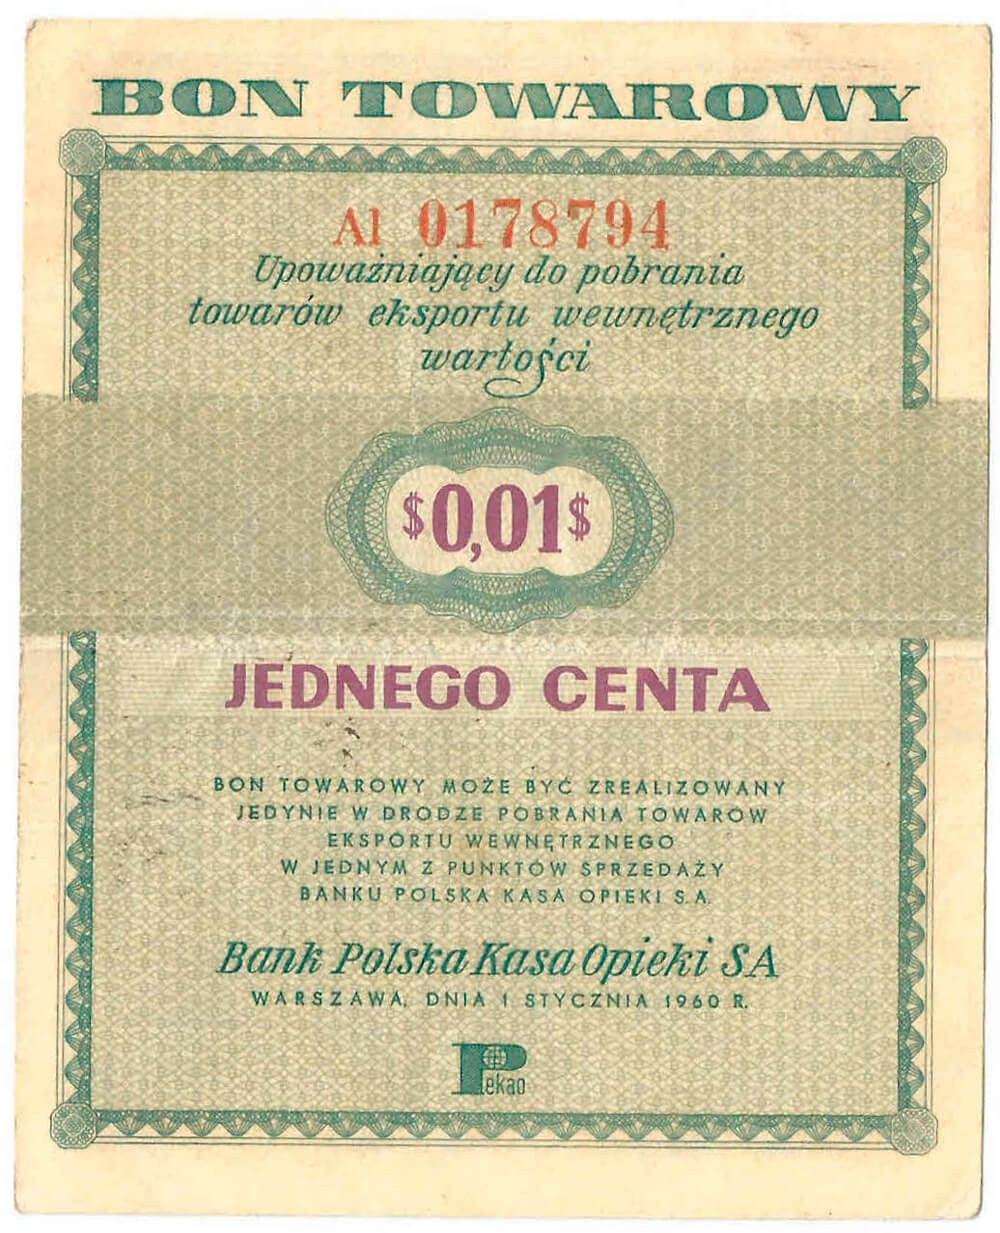 BON TOWAROWY
Al 0178794
Upoważniający do pobrania
towarów eksportu wewnętrznego
wartości
$0,01$
JEDNEGO CENTA
BON TOWAROWY MOŻE BYĆ ZREALIZOWANY
JEDYNIE W DRODZE POBRANIA TOWAROW
EKSPORTU WEWNĘTRZNEGO
W JEDNYM Z PUNKTÓW SPRZEDAŻY
BANKU POLSKA KASA OPIEKI S.A.
Bank Polska Kasa Opieki SA
WARSZAWA, DNIA 1 STYCZNIA 1960 R.
Pekao